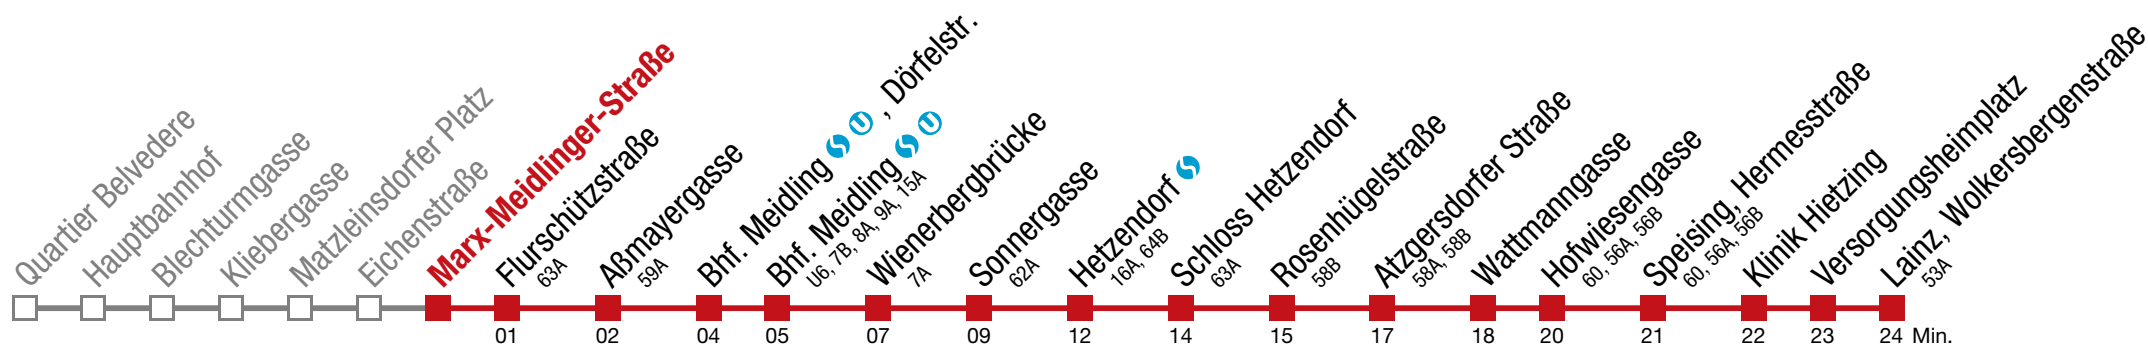 Quartier Belvedere
Hauptbahnhof
Blechturmgasse
Kliebergasse
Matzleinsdorfer Platz
Eichenstraße
Marx-Meidlinger-Straße
Flurschützstraße
63A
Aßmayergasse
59A
Bhf. Meidling S U , Dörfelstr.
Bhf. Meidling S U
U6, 7B, 8A, 9A, 15A
Wienerbergbrücke
7A
Sonnergasse
62A
Hetzendorf S
16A, 64B
Schloss Hetzendorf
63A
Rosenhügelstraße
58B
Atzgersdorfer Straße
58A, 58B
Wattmanngasse
Hofwiesengasse
60, 56A, 56B
Speising, Hermesstraße
60, 56A, 56B
Klinik Hietzing
Versorgungsheimplatz
Lainz, Wolkersbergenstraße
53A
01 02 04 05 07 09 12 14 15 17 18 20 21 22 23 24 Min.